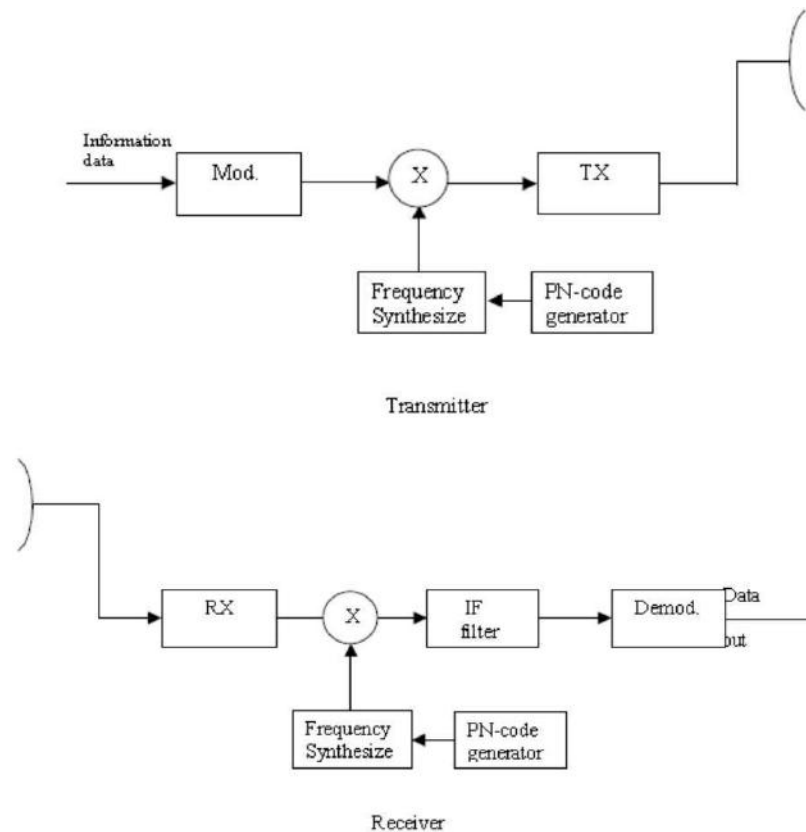 Information
data
Mod.
X
TX
Frequency
Synthesize
PN-code
generator
Transmitter
RX
X
IF
filter
Demod.
Data
out
Frequency
Synthesize
PN-code
generator
Receiver